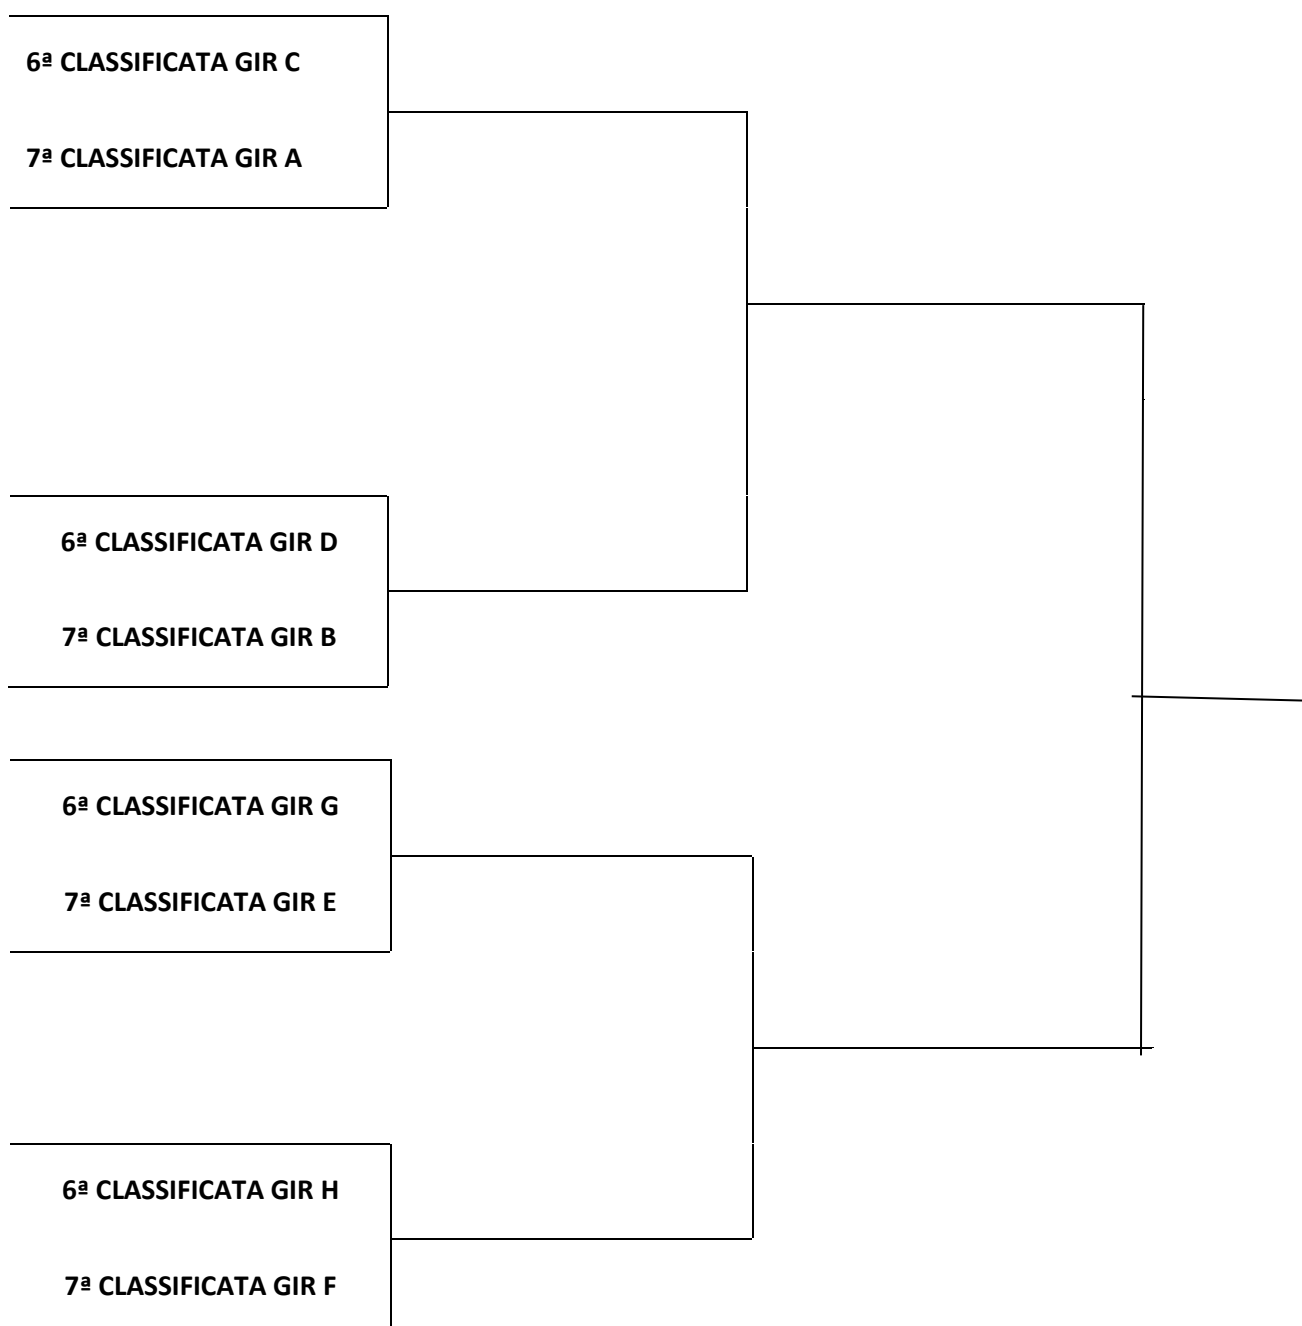 6ª CLASSIFICATA GIR C
7ª CLASSIFICATA GIR A
6ª CLASSIFICATA GIR D
7ª CLASSIFICATA GIR B
6ª CLASSIFICATA GIR G
7ª CLASSIFICATA GIR E
6ª CLASSIFICATA GIR H
7ª CLASSIFICATA GIR F